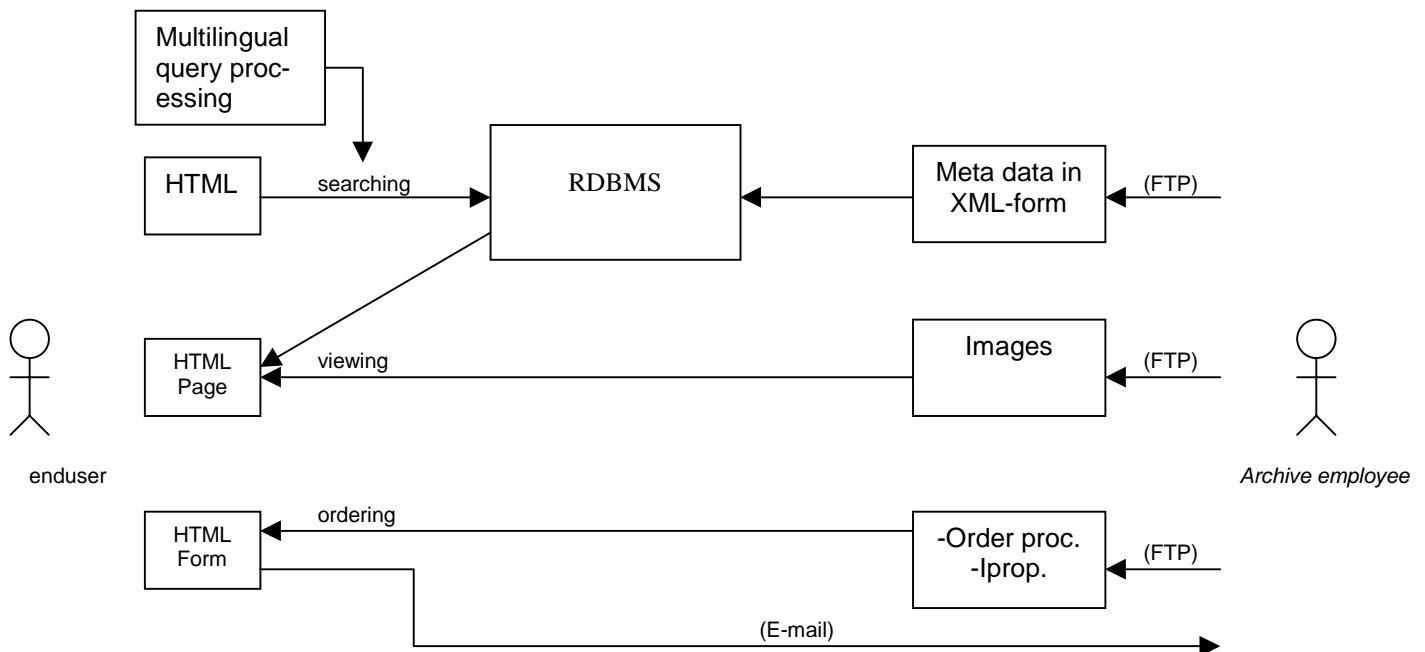 Multilingual
query proc-
essing
HTML
searching
RDBMS
Meta data in
XML-form
(FTP)
HTML
Page
viewing
Images
(FTP)
enduser
Archive employee
HTML
Form
ordering
-Order proc.
-Iprop.
(FTP)
(E-mail)